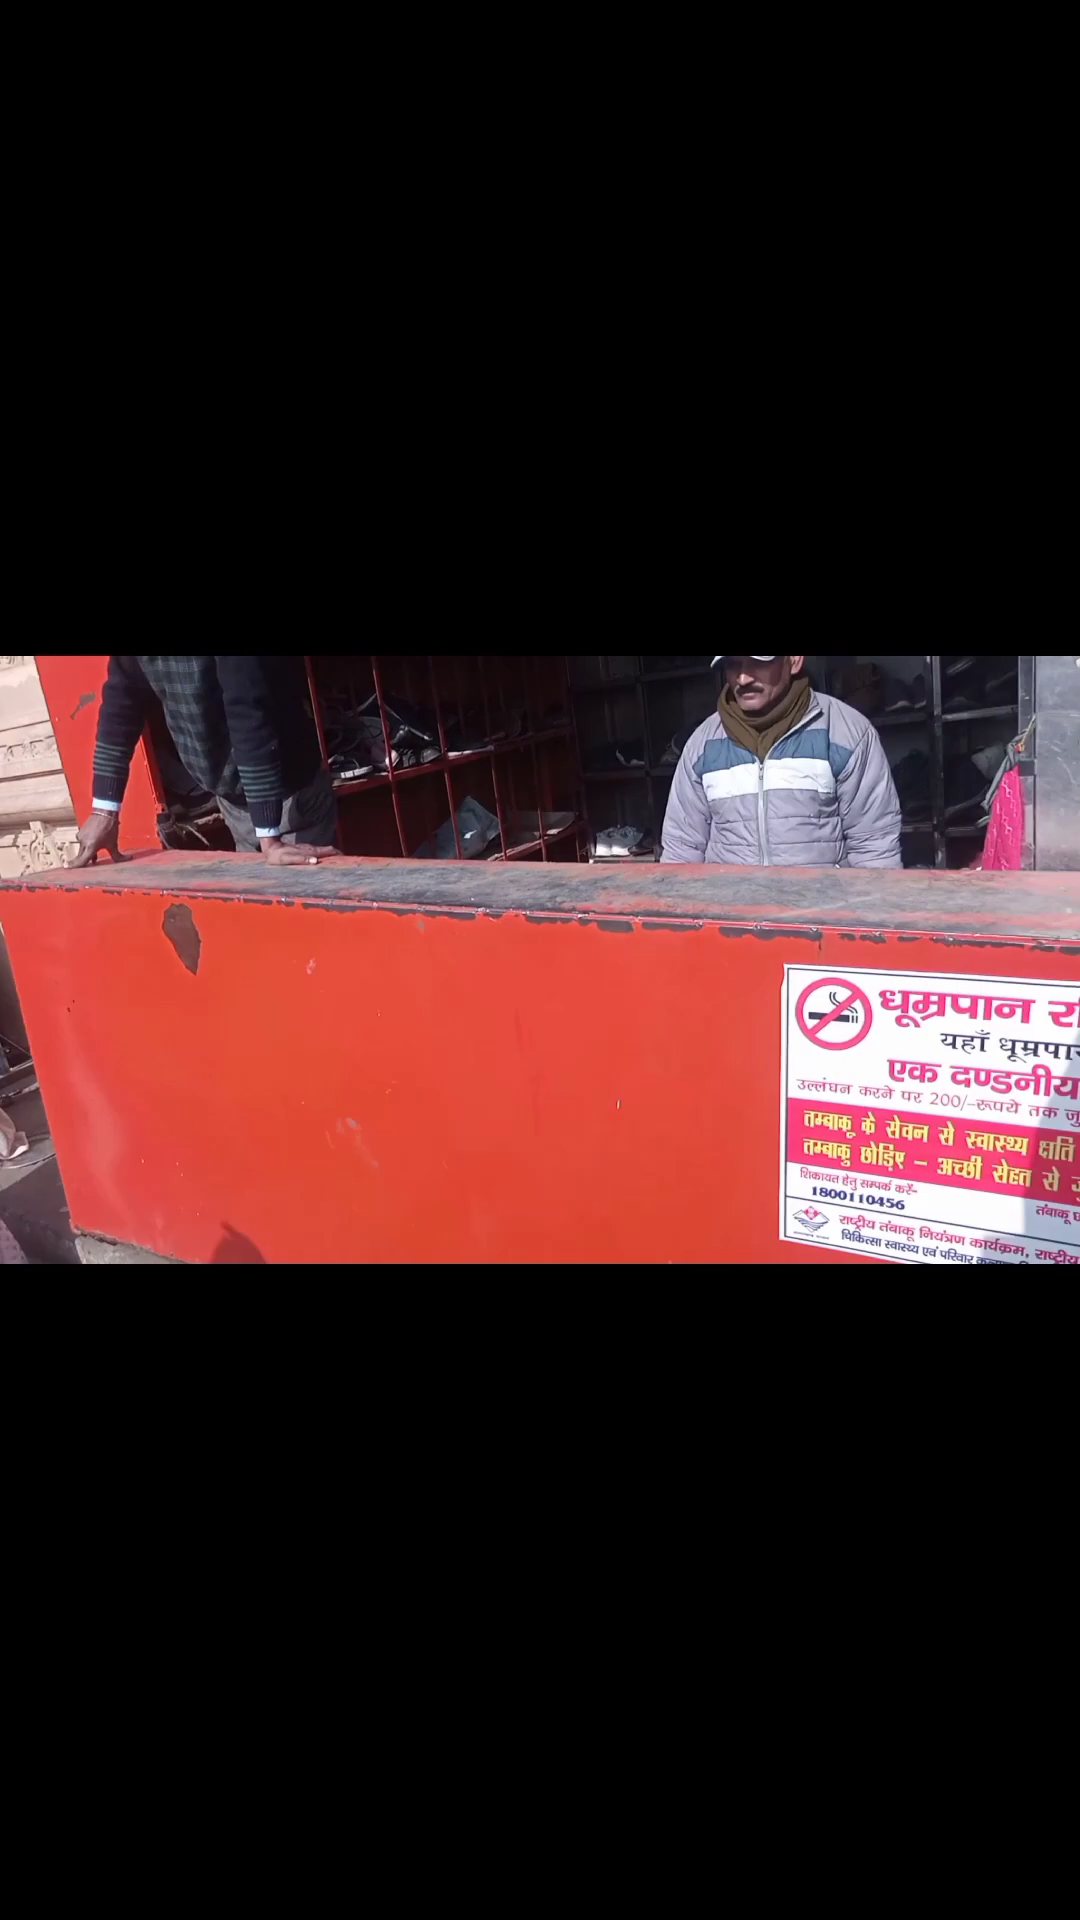 धूम्रपान
यहाँ
एक दण्डनीय
उल्लंघन करने पर 200/-रूपये तक
तम्बाकू के सेवन से स्वास्थ्य क्षति
तम्बाकु छोड़िए - अच्छी सेहत से
शिकायत हेतु सम्पर्क करें-
1800110456
तंबाकू
राष्ट्रीय तंबाकू नियंत्रण कार्यक्रम, राष्ट्रीय
चिकित्सा स्वास्थ्य एवं परिवार